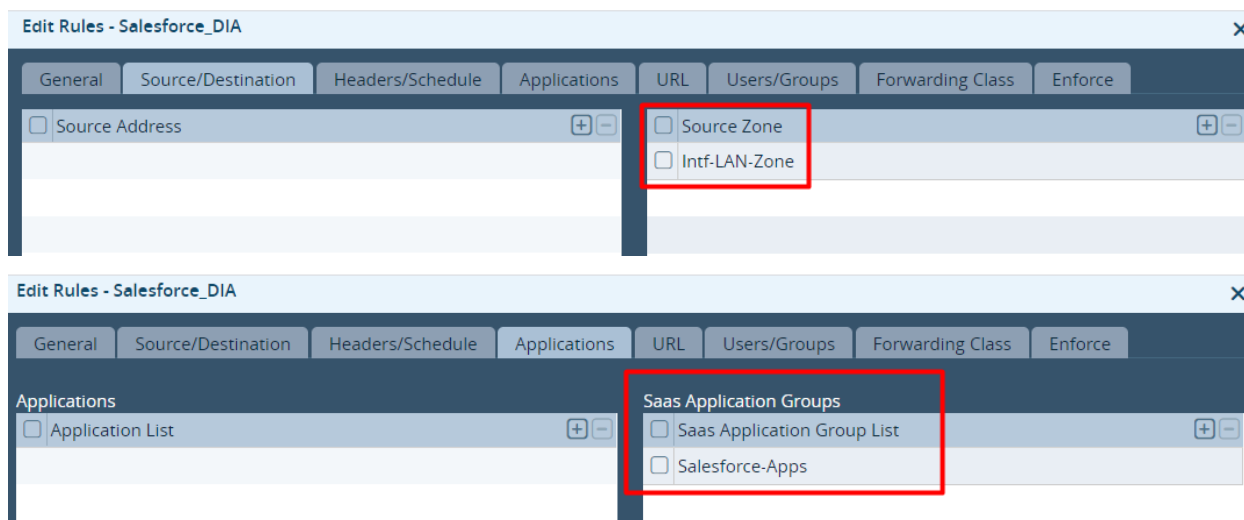 Edit Rules - Salesforce_DIA
General Source/Destination Headers/Schedule Applications URL Users/Groups Forwarding Class Enforce
Source Address
Source Zone
Intf-LAN-Zone
Edit Rules - Salesforce_DIA
General Source/Destination Headers/Schedule Applications URL Users/Groups Forwarding Class Enforce
Applications
Application List
Saas Application Groups
Saas Application Group List
Salesforce-Apps